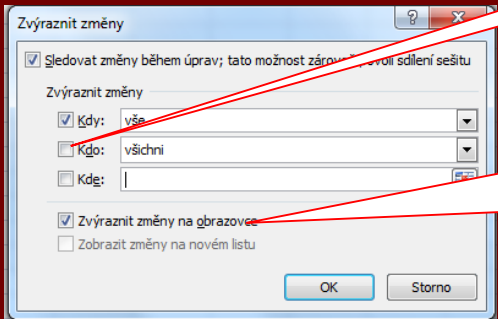 Zvýraznit změny
Sledovat změny během úprav; tato možnost zároveň povolí sdílení sešitu
Zvýraznit změny
Kdy: vše
Kdo: všichni
Kde:
Zvýraznit změny na obrazovce
Zobrazit změny na novém listu
OK Storno